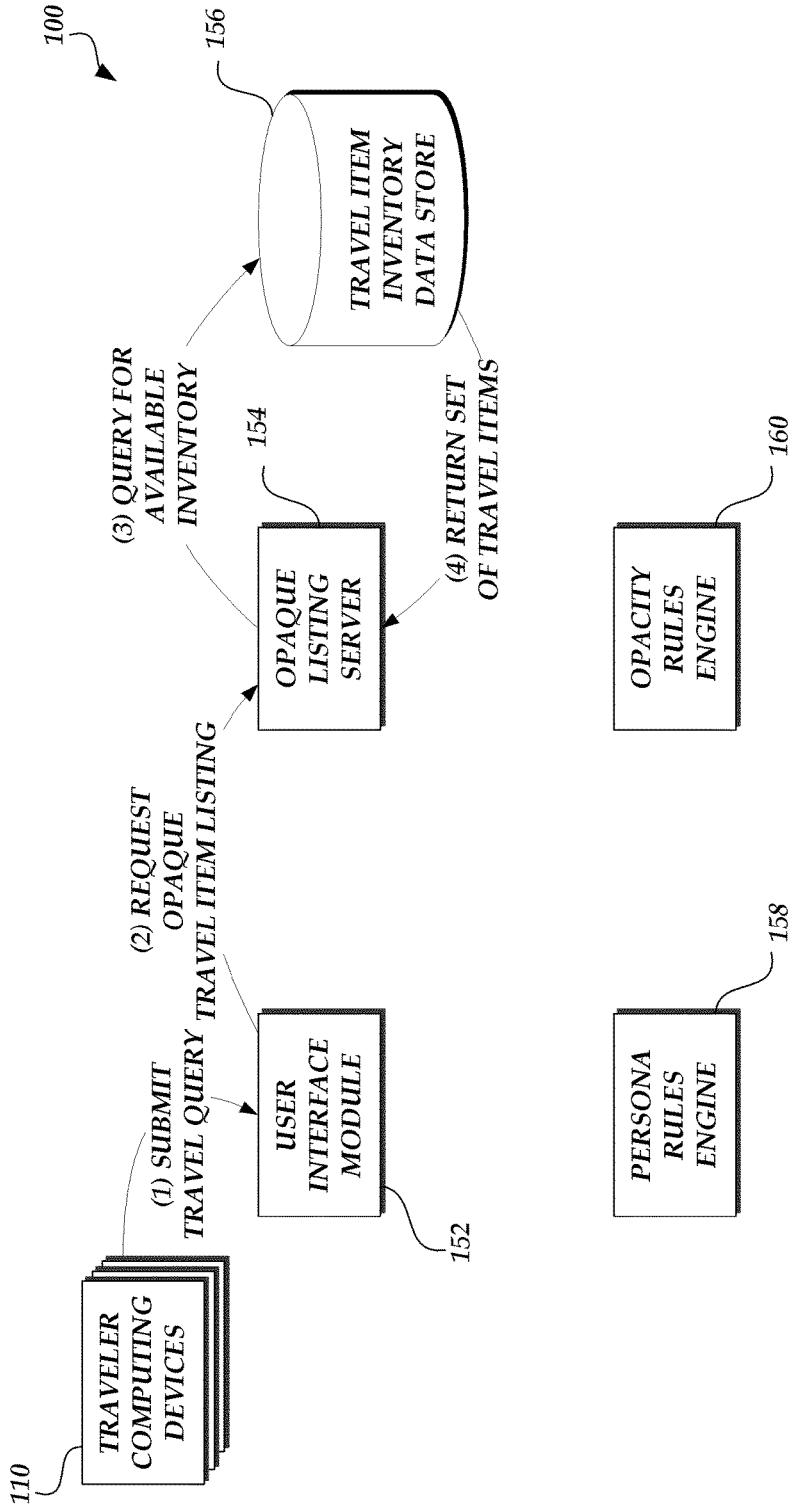 100
110
TRAVELER
COMPUTING
DEVICES
(1) SUBMIT
TRAVEL QUERY
(2) REQUEST
OPAQUE
TRAVEL ITEM LISTING
(3) QUERY FOR
AVAILABLE
INVENTORY
156
USER
INTERFACE
MODULE
152
OPAQUE
LISTING
SERVER
154
TRAVEL ITEM
INVENTORY
DATA STORE
(4) RETURN SET
OF TRAVEL ITEMS
PERSONA
RULES
ENGINE
158
OPACITY
RULES
ENGINE
160